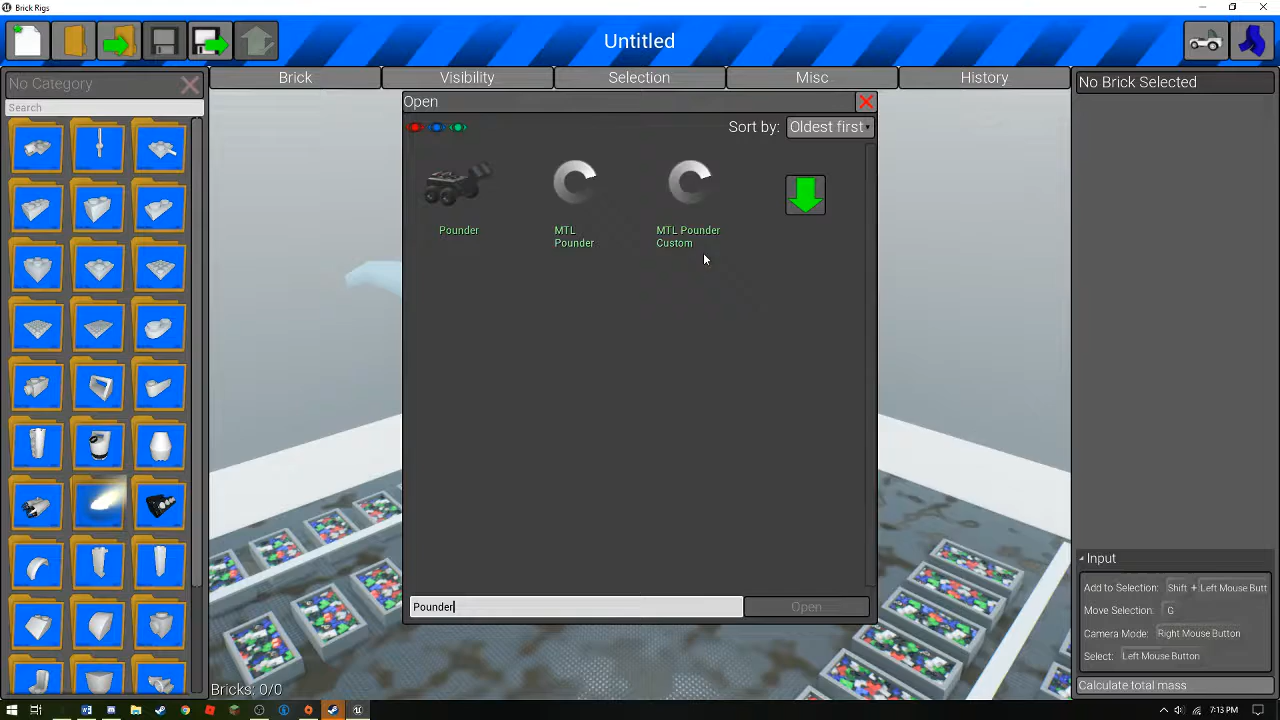 Brick Rigs
Untitled
No Category
Search
Brick
Visibility
Selection
Misc
History
No Brick Selected
Open
Sort by:
Oldest first
Pounder
MTL
Pounder
MTL Pounder
Custom
Pounder
Open
Bricks: 0/0
Input
Add to Selection: Shift + Left Mouse Butt
Move Selection: G
Camera Mode: Right Mouse Button
Select: Left Mouse Button
Calculate total mass
7:13 PM